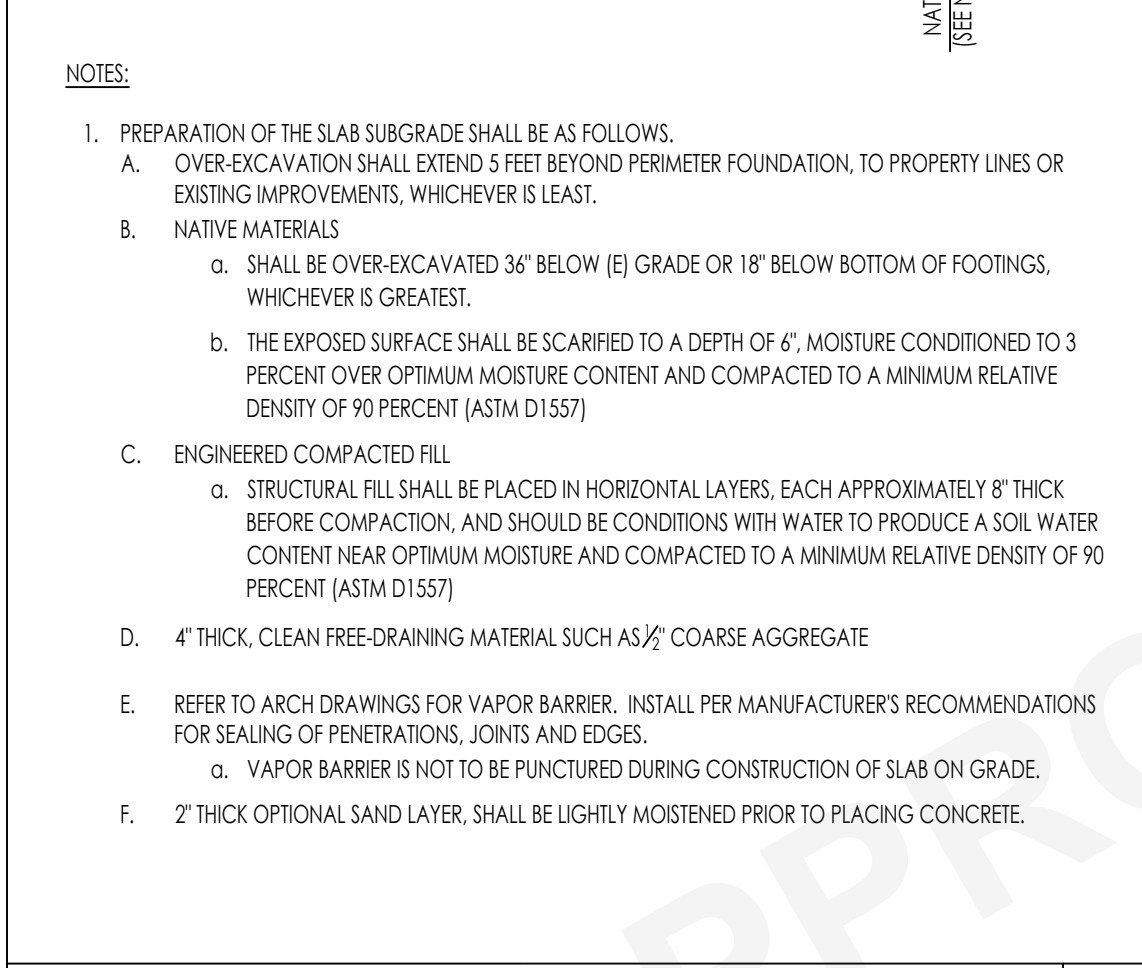 NAT
(SEE N
NOTES:
1. PREPARATION OF THE SLAB SUBGRADE SHALL BE AS FOLLOWS.
A. OVER-EXCAVATION SHALL EXTEND 5 FEET BEYOND PERIMETER FOUNDATION, TO PROPERTY LINES OR
EXISTING IMPROVEMENTS, WHICHEVER IS LEAST.
B. NATIVE MATERIALS
a. SHALL BE OVER-EXCAVATED 36" BELOW (E) GRADE OR 18" BELOW BOTTOM OF FOOTINGS,
WHICHEVER IS GREATEST.
b. THE EXPOSED SURFACE SHALL BE SCARIFIED TO A DEPTH OF 6", MOISTURE CONDITIONED TO 3
PERCENT OVER OPTIMUM MOISTURE CONTENT AND COMPACTED TO A MINIMUM RELATIVE
DENSITY OF 90 PERCENT (ASTM D1557)
C. ENGINEERED COMPACTED FILL
a. STRUCTURAL FILL SHALL BE PLACED IN HORIZONTAL LAYERS, EACH APPROXIMATELY 8" THICK
BEFORE COMPACTION, AND SHOULD BE CONDITIONS WITH WATER TO PRODUCE A SOIL WATER
CONTENT NEAR OPTIMUM MOISTURE AND COMPACTED TO A MINIMUM RELATIVE DENSITY OF 90
PERCENT (ASTM D1557)
D. 4" THICK, CLEAN FREE-DRAINING MATERIAL SUCH AS ½" COARSE AGGREGATE
E. REFER TO ARCH DRAWINGS FOR VAPOR BARRIER. INSTALL PER MANUFACTURER'S RECOMMENDATIONS
FOR SEALING OF PENETRATIONS, JOINTS AND EDGES.
a. VAPOR BARRIER IS NOT TO BE PUNCTURED DURING CONSTRUCTION OF SLAB ON GRADE.
F. 2" THICK OPTIONAL SAND LAYER, SHALL BE LIGHTLY MOISTENED PRIOR TO PLACING CONCRETE.
PPRO